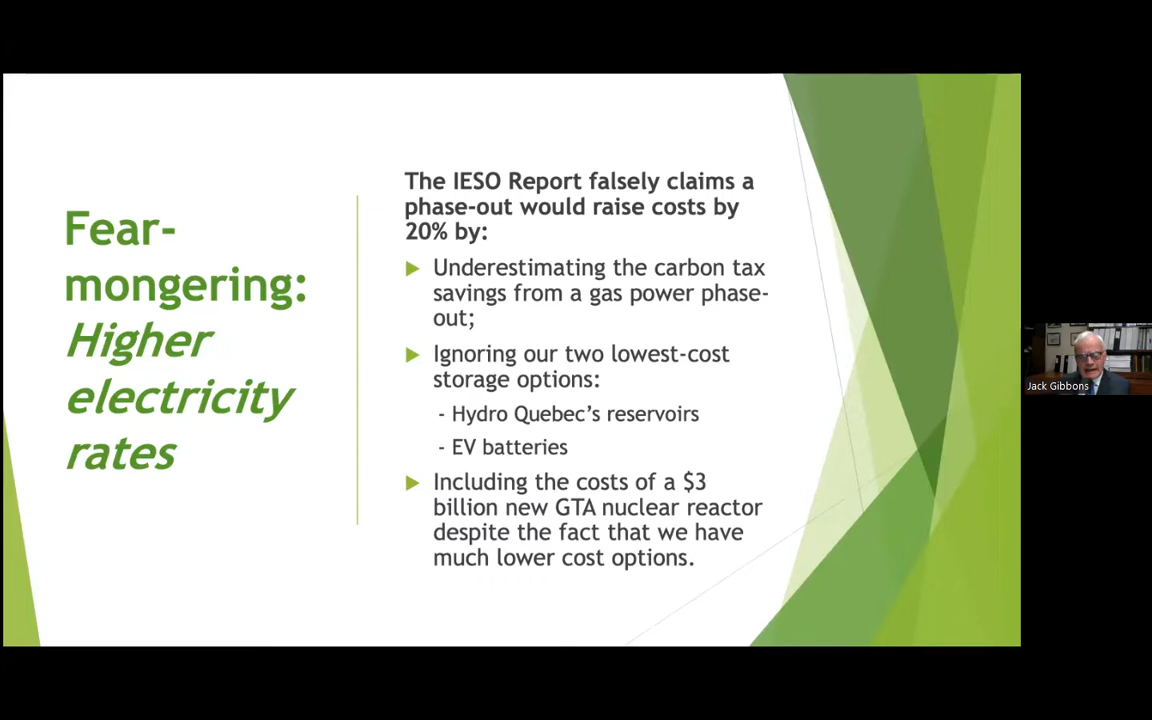 Fear-
mongering:
Higher
electricity
rates
The IESO Report falsely claims a
phase-out would raise costs by
20% by:
Underestimating the carbon tax
savings from a gas power phase-
out;
Ignoring our two lowest-cost
storage options:
- Hydro Quebec’s reservoirs
- EV batteries
Including the costs of a $3
billion new GTA nuclear reactor
despite the fact that we have
much lower cost options.
Jack Gibbons